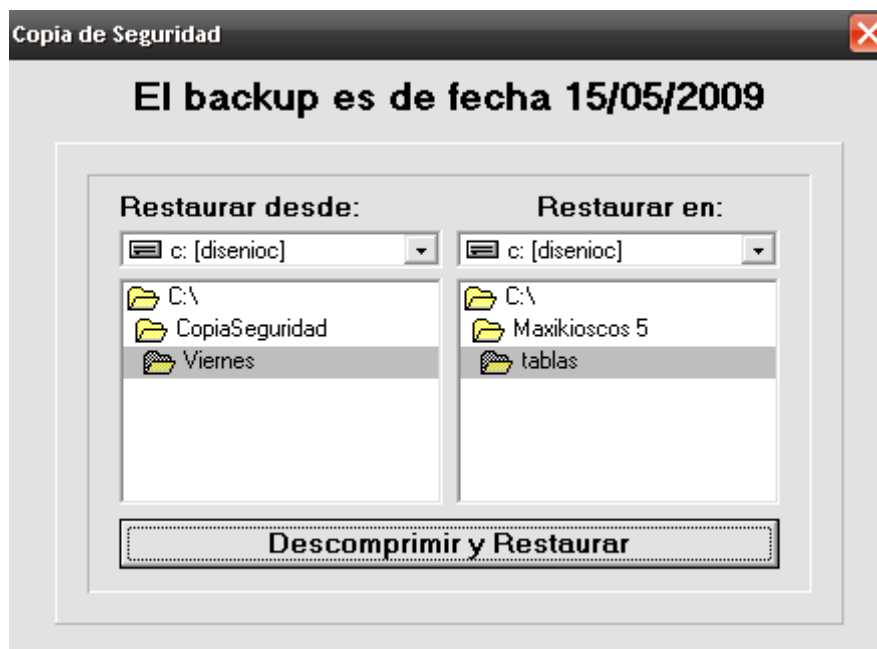 Copia de Seguridad
El backup es de fecha 15/05/2009
Restaurar desde:
Restaurar en:
c: [disenioc]
c: [disenioc]
C:\
CopiaSeguridad
Viernes
C:\
Maxikioscos 5
tablas
Descomprimir y Restaurar